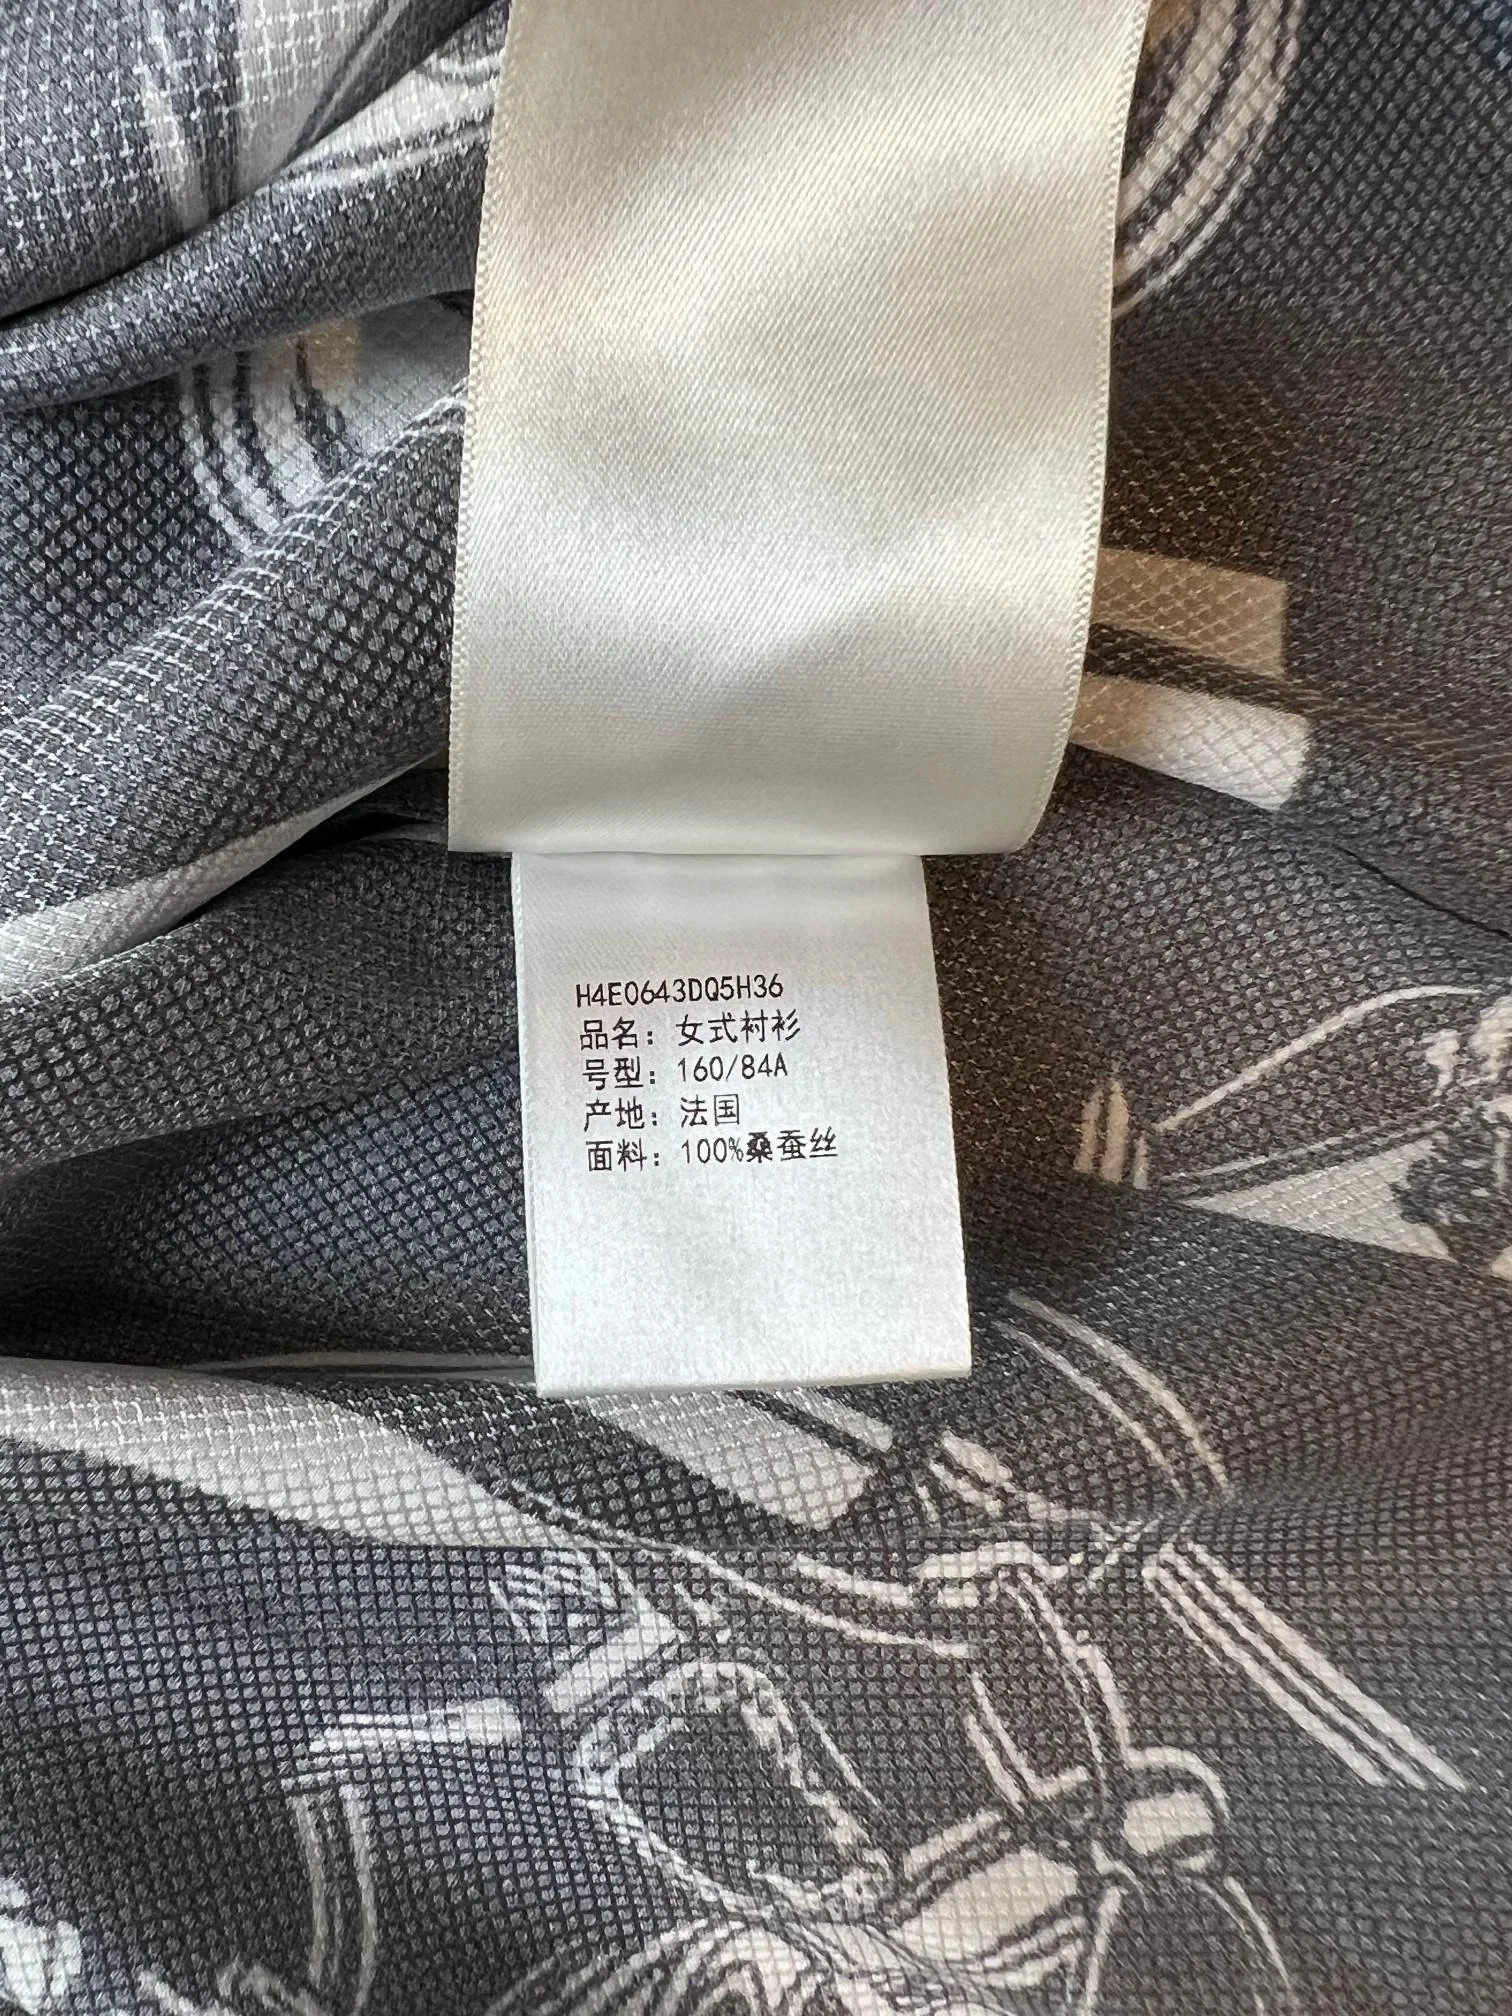 H4E0643DQ5H36
品名：女式衬衫
号型：160/84A
产地：法国
面料：100%桑蚕丝